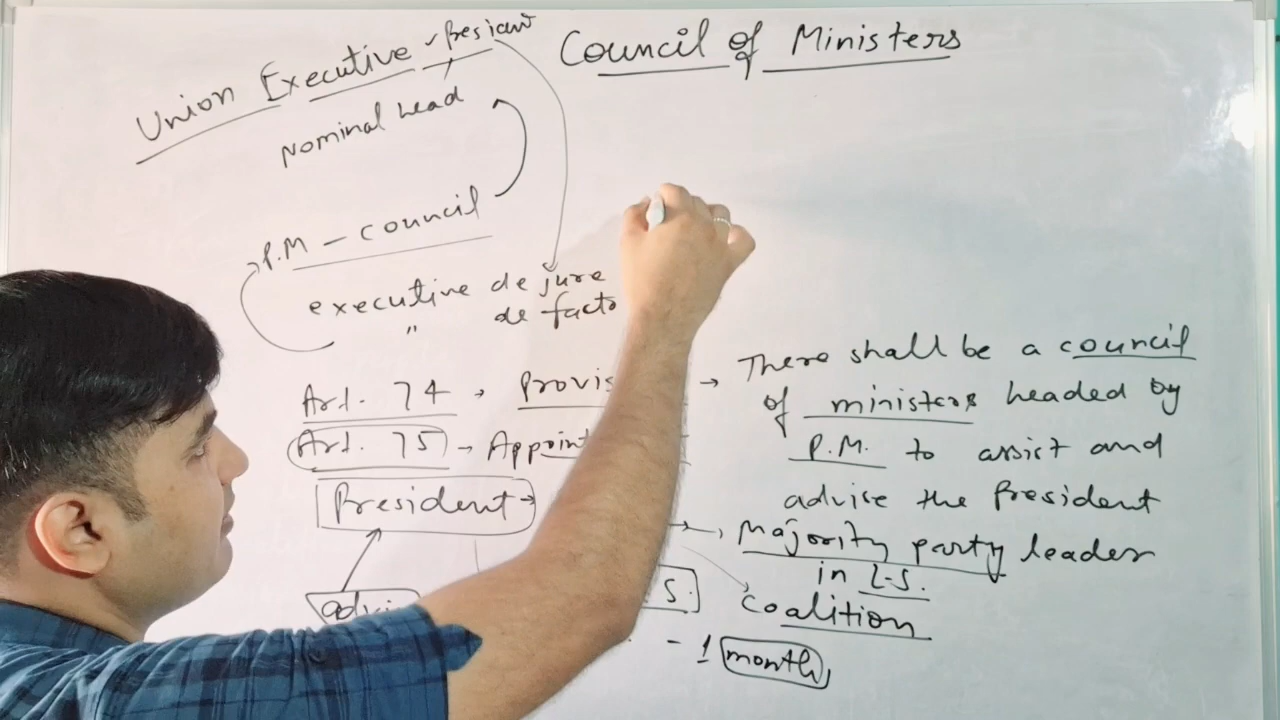 Union Executive
Council of Ministers
Nominal head
P.M - council
executive de jure
" de facto
Art. 74 → Provis
→ There shall be a council
of ministers headed by
P.M. to assist and
advise the President
Art. 75 - Appoint
President →
→ Majority party leader
in L.S.
advi
S.
Coalition
- 1 month